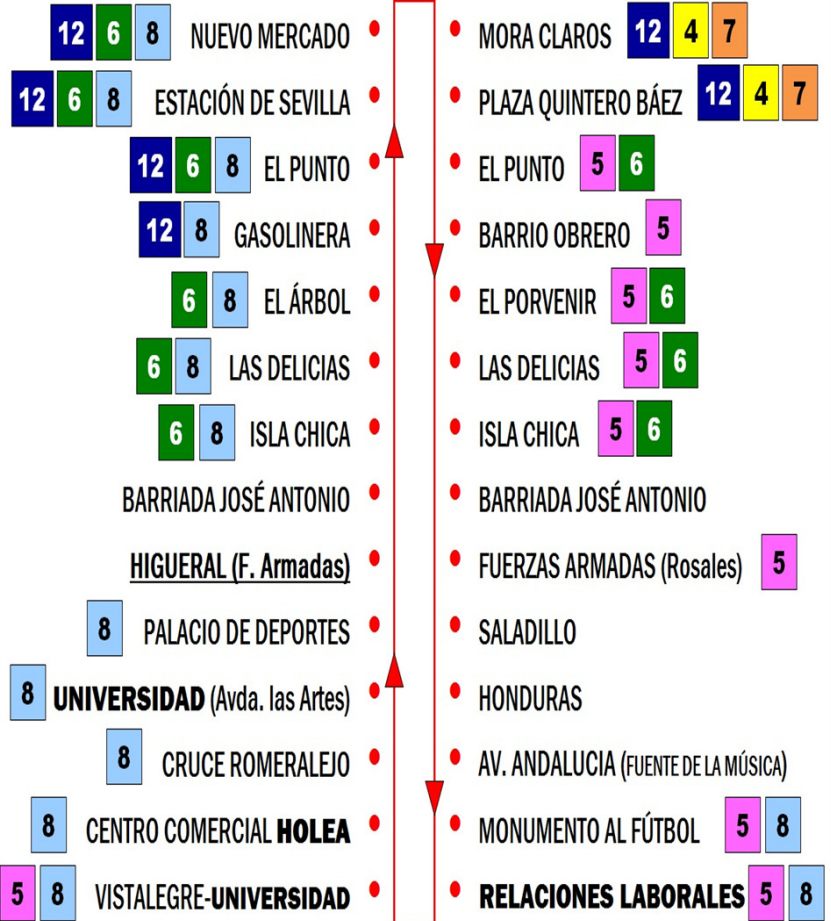 12 6 8 NUEVO MERCADO
12 6 8 ESTACIÓN DE SEVILLA
12 6 8 EL PUNTO
12 8 GASOLINERA
6 8 EL ÁRBOL
6 8 LAS DELICIAS
6 8 ISLA CHICA
BARRIADA JOSÉ ANTONIO
HIGUERAL (F. Armadas)
8 PALACIO DE DEPORTES
8 UNIVERSIDAD (Avda. las Artes)
8 CRUCE ROMERALEJO
8 CENTRO COMERCIAL HOLEA
5 8 VISTALEGRE-UNIVERSIDAD
MORA CLAROS 12 4 7
PLAZA QUINTERO BÁEZ 12 4 7
EL PUNTO 5 6
BARRIO OBRERO 5
EL PORVENIR 5 6
LAS DELICIAS 5 6
ISLA CHICA 5 6
BARRIADA JOSÉ ANTONIO
FUERZAS ARMADAS (Rosales) 5
SALADILLO
HONDURAS
AV. ANDALUCIA (FUENTE DE LA MÚSICA)
MONUMENTO AL FÚTBOL 5 8
RELACIONES LABORALES 5 8